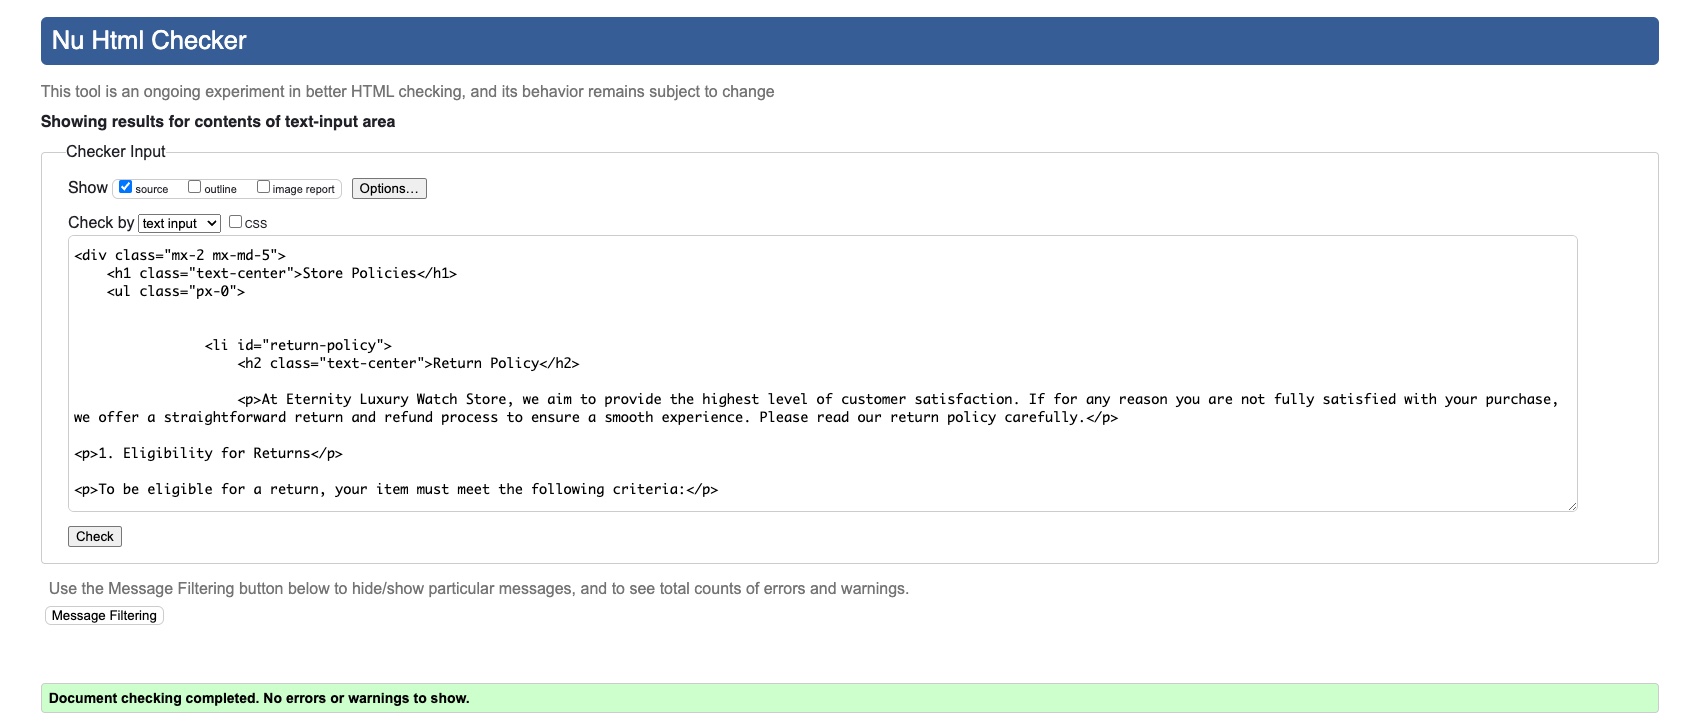 Nu Html Checker
This tool is an ongoing experiment in better HTML checking, and its behavior remains subject to change
Showing results for contents of text-input area
Checker Input
Show source outline image report Options...
Check by text input CSS
<div class="mx-2 mx-md-5">
<h1 class="text-center">Store Policies</h1>
<ul class="px-0">
<li id="return-policy">
<h2 class="text-center">Return Policy</h2>
<p>At Eternity Luxury Watch Store, we aim to provide the highest level of customer satisfaction. If for any reason you are not fully satisfied with your purchase,
we offer a straightforward return and refund process to ensure a smooth experience. Please read our return policy carefully.</p>
<p>1. Eligibility for Returns</p>
<p>To be eligible for a return, your item must meet the following criteria:</p>
Check
Use the Message Filtering button below to hide/show particular messages, and to see total counts of errors and warnings.
Message Filtering
Document checking completed. No errors or warnings to show.